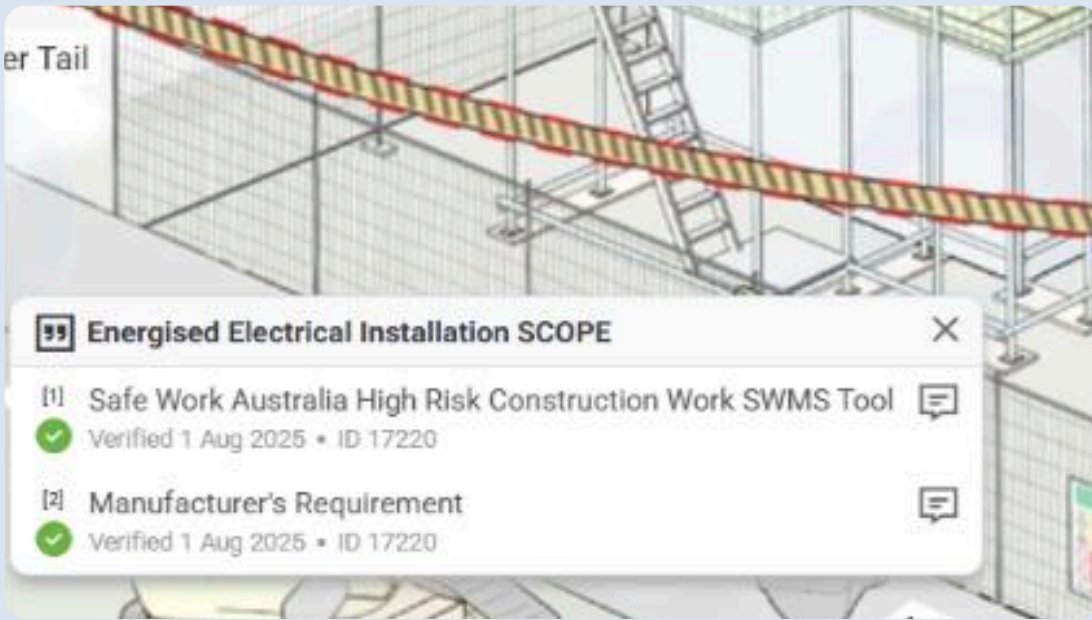 er Tail
Energised Electrical Installation SCOPE
[1] Safe Work Australia High Risk Construction Work SWMS Tool
Verified 1 Aug 2025 • ID 17220
[2] Manufacturer's Requirement
Verified 1 Aug 2025 • ID 17220